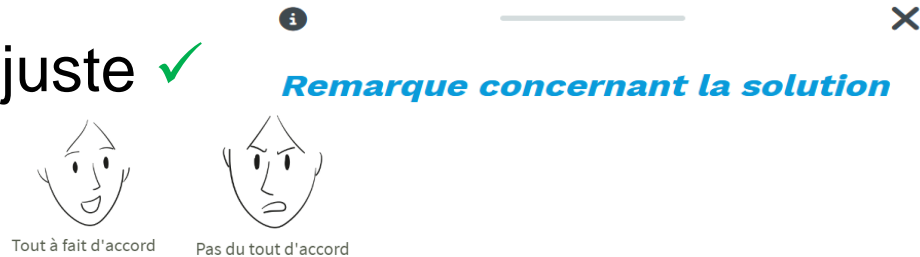 juste
Remarque concernant la solution
Tout à fait d'accord
Pas du tout d'accord